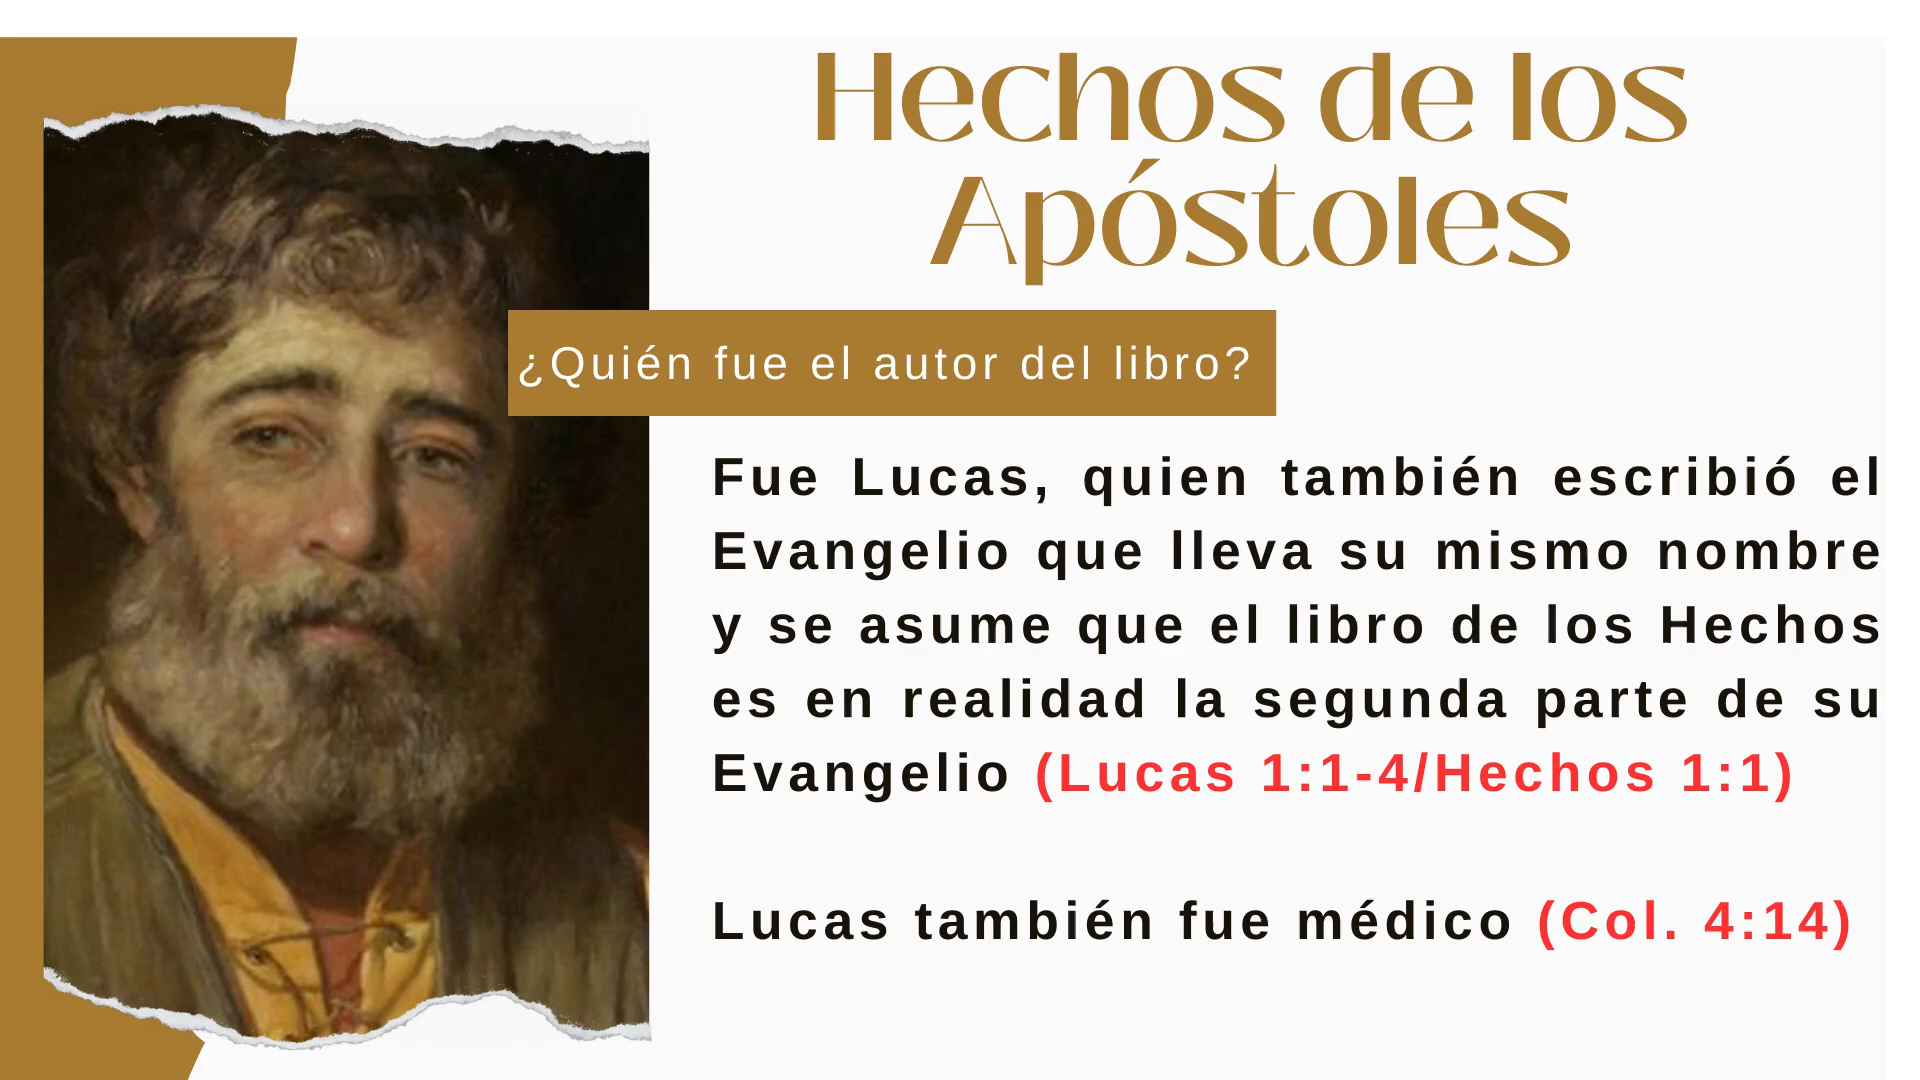 Hechos de los
Apóstoles
¿Quién fue el autor del libro?
Fue Lucas, quien también escribió el
Evangelio que lleva su mismo nombre
y se asume que el libro de los Hechos
es en realidad la segunda parte de su
Evangelio (Lucas 1:1-4/Hechos 1:1)
Lucas también fue médico (Col. 4:14)